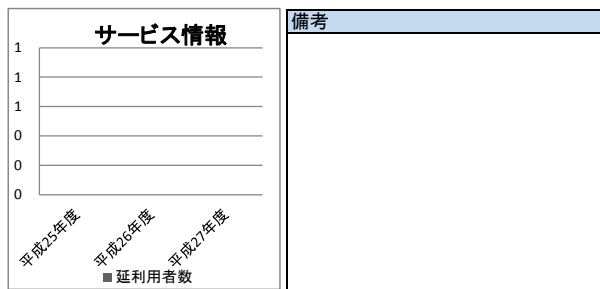 サービス情報
1
1
1
0
0
0
平成25年度
平成26年度
平成27年度
■延利用者数
備考